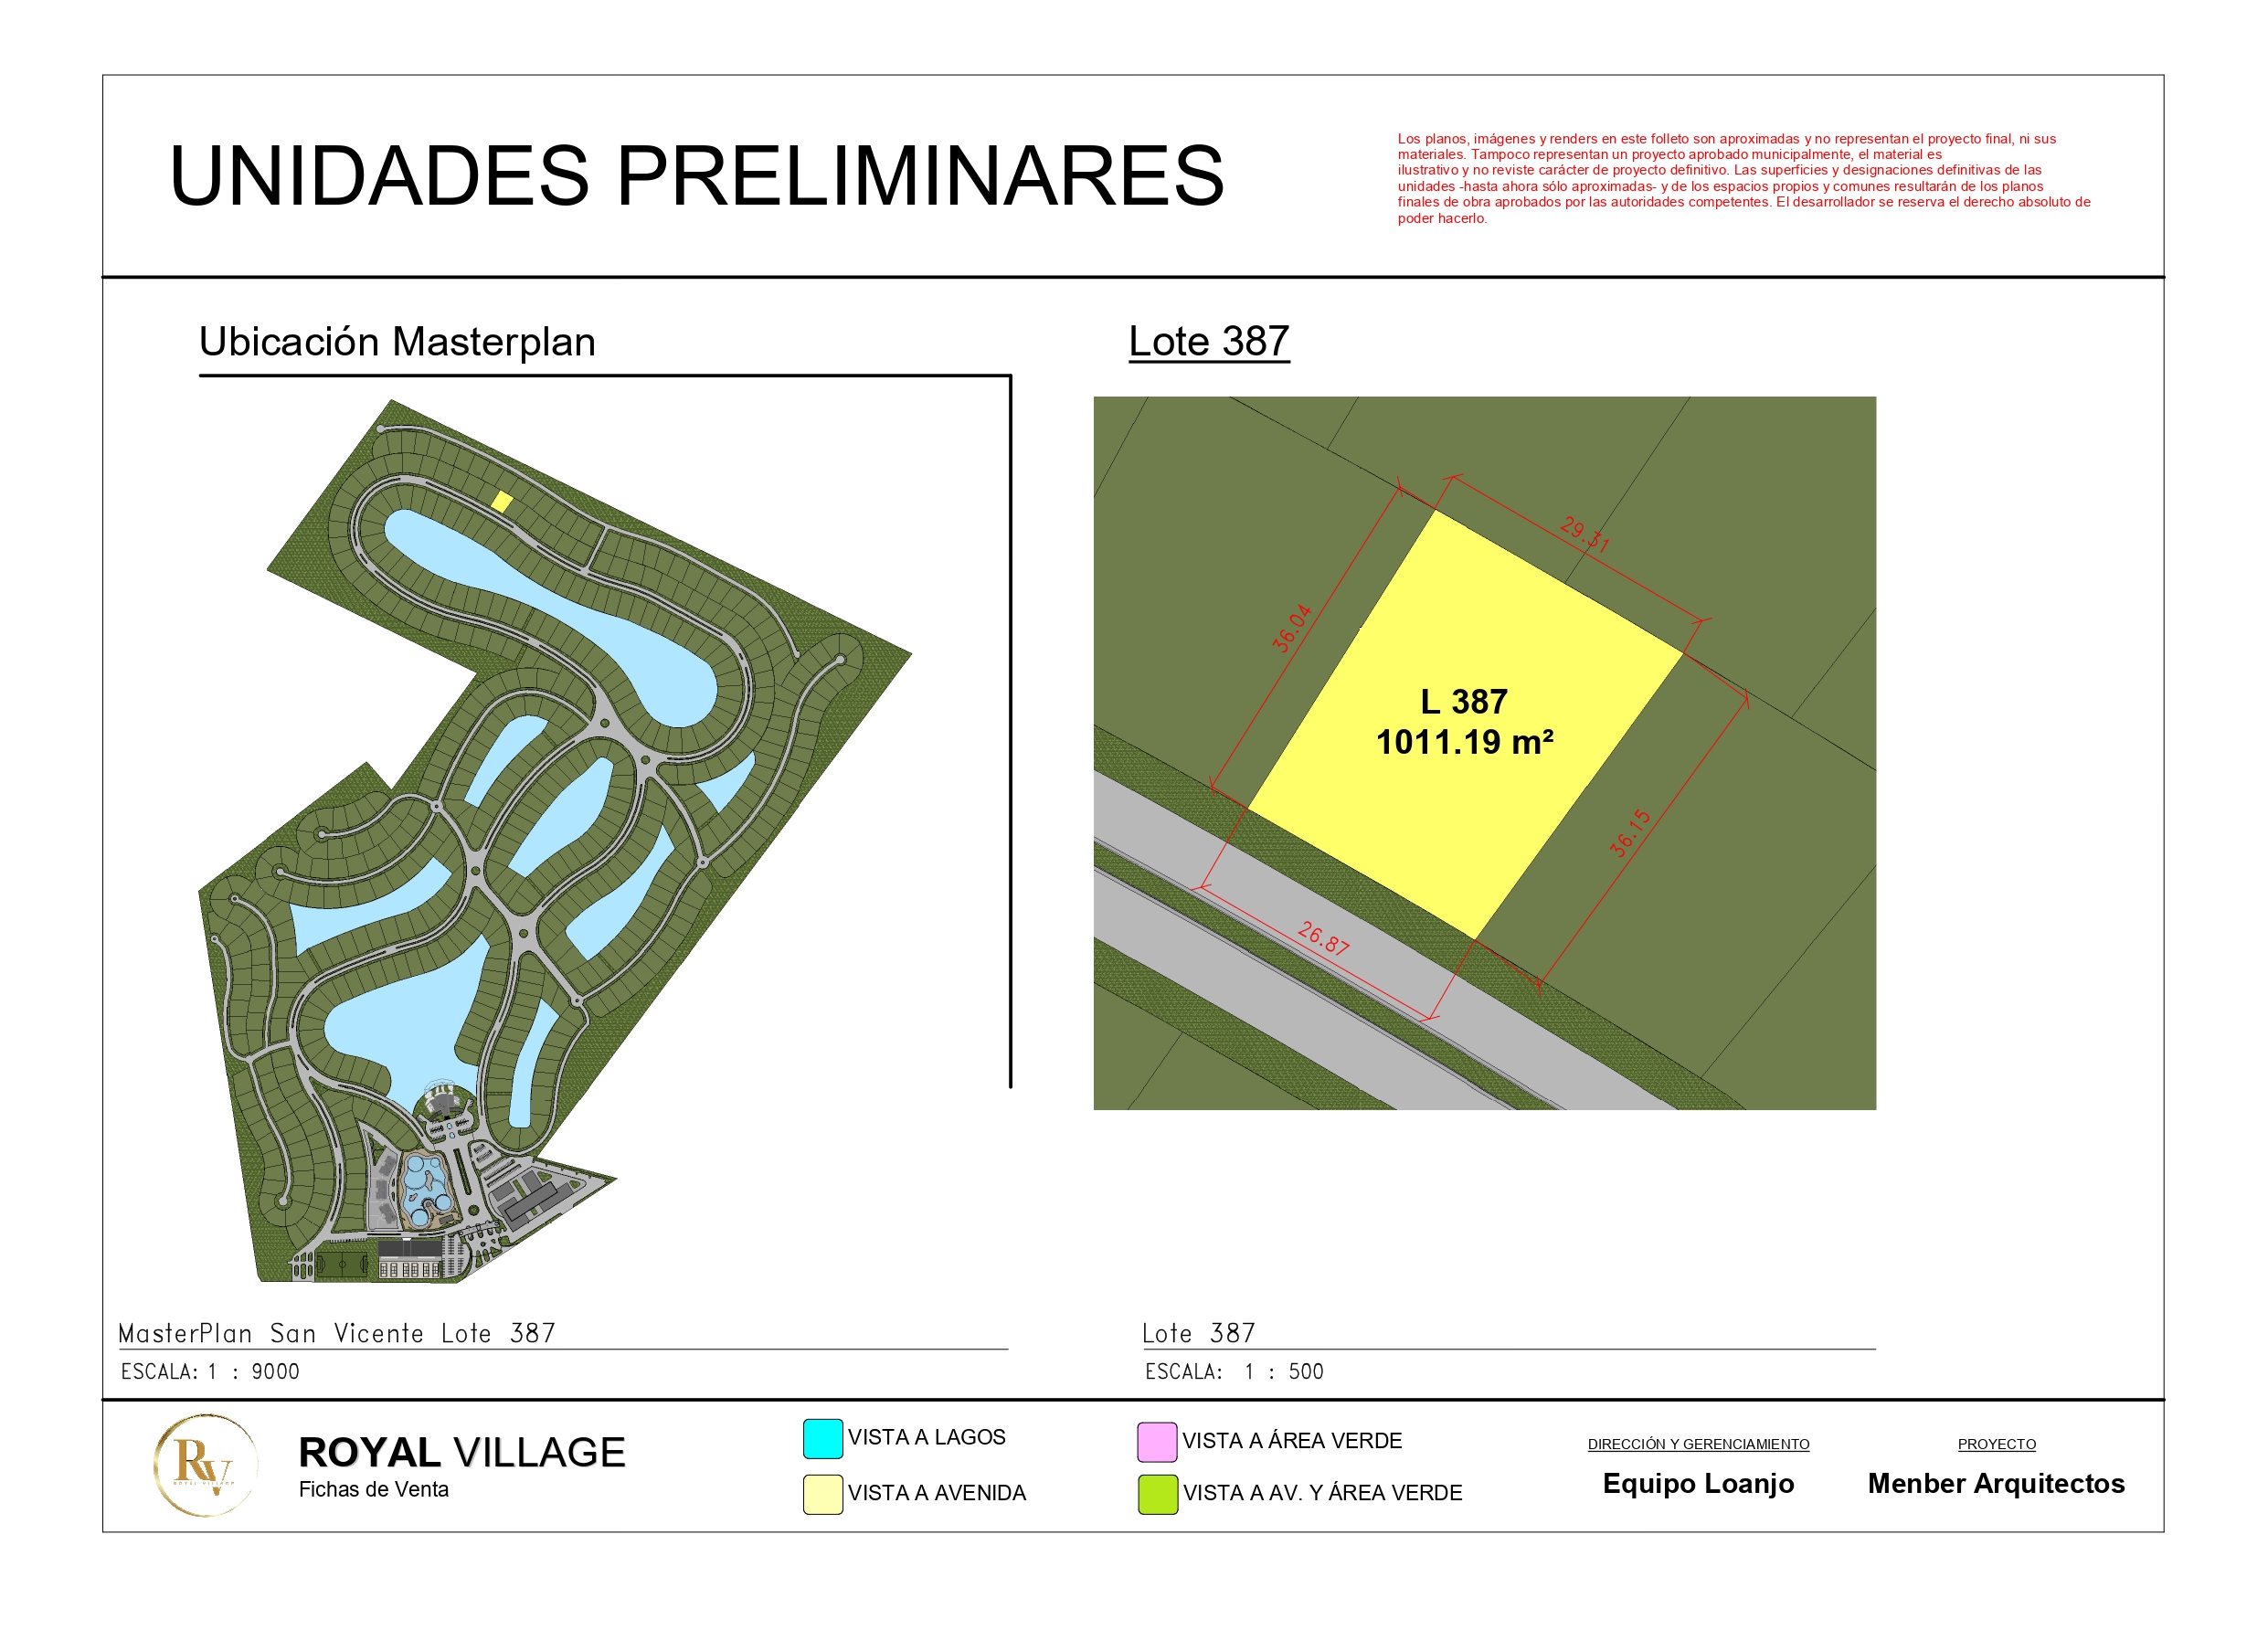 UNIDADES PRELIMINARES
Los planos, imágenes y renders en este folleto son aproximadas y no representan el proyecto final, ni sus
materiales. Tampoco representan un proyecto aprobado municipalmente, el material es
ilustrativo y no reviste carácter de proyecto definitivo. Las superficies y designaciones definitivas de las
unidades -hasta ahora sólo aproximadas- y de los espacios propios y comunes resultarán de los planos
finales de obra aprobados por las autoridades competentes. El desarrollador se reserva el derecho absoluto de
poder hacerlo.
Ubicación Masterplan
Lote 387
29.31
36.04
L 387
1011.19 m²
36.15
26.87
MasterPlan San Vicente Lote 387
ESCALA: 1 : 9000
Lote 387
ESCALA: 1 : 500
RV
ROYAL VILLAGE
ROYAL VILLAGE
Fichas de Venta
VISTA A LAGOS
VISTA A AVENIDA
VISTA A ÁREA VERDE
VISTA A AV. Y ÁREA VERDE
DIRECCIÓN Y GERENCIAMIENTO
Equipo Loanjo
PROYECTO
Menber Arquitectos